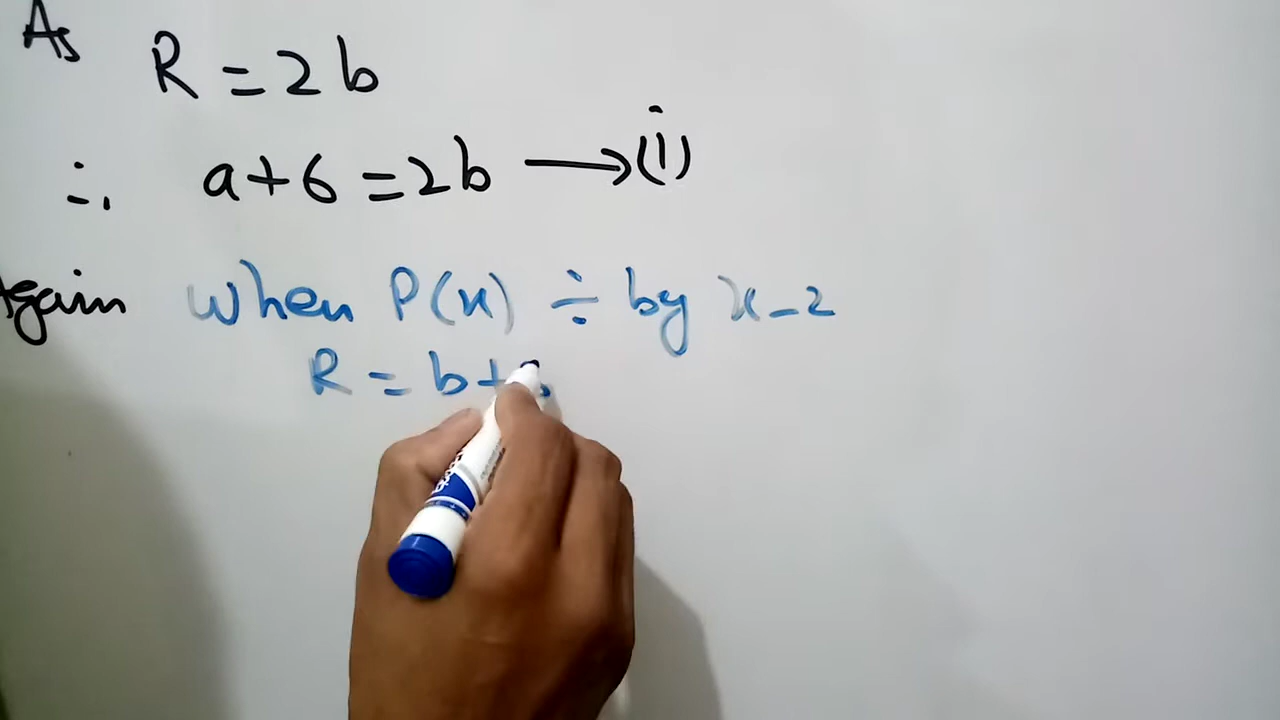 As
R = 2b
∴ a+6 = 2b ⟶(i)
Again when P(x) ÷ by x-2
R = b+